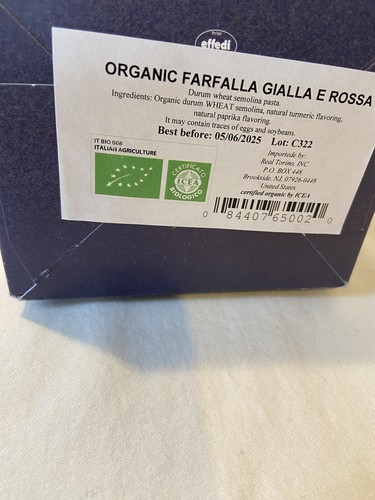 effedi
ORGANIC FARFALLA GIALLA E ROSSA
Durum wheat semolina pasta.
Ingredients: Organic durum WHEAT semolina, natural turmeric flavoring,
natural paprika flavoring.
It may contain traces of eggs and soybeans.
Best before: 05/06/2025 Lot: C322
IT BIO 006
ITALIAN AGRICULTURE
CERTIFICATO
ICEA
BIOLOGICO
Importede by:
Real Torino, INC
P.O. BOX 448
Brookside, NJ, 07926-0448
United States
certified organic by ICEA
0 84407 65002 0